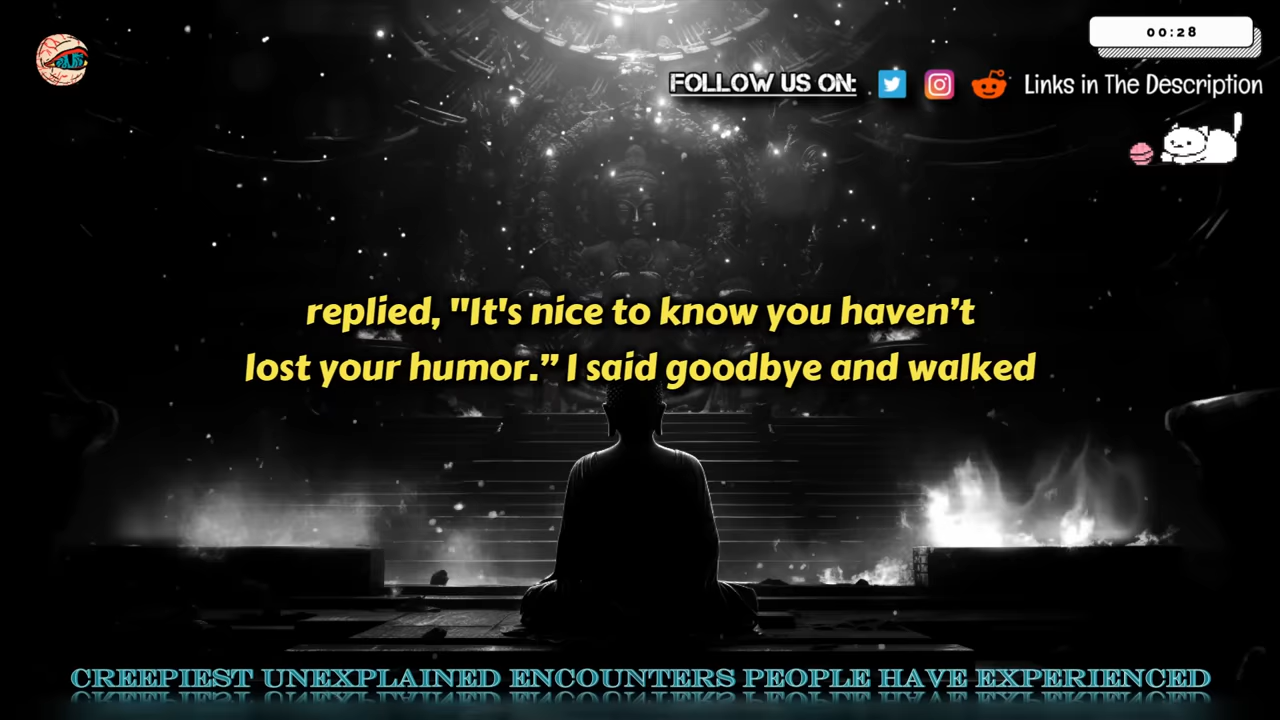 00:28
FOLLOW US ON:
Links in The Description
replied, "It's nice to know you haven’t
lost your humor.” I said goodbye and walked
CREEPIEST UNEXPLAINED ENCOUNTERS PEOPLE HAVE EXPERIENCED